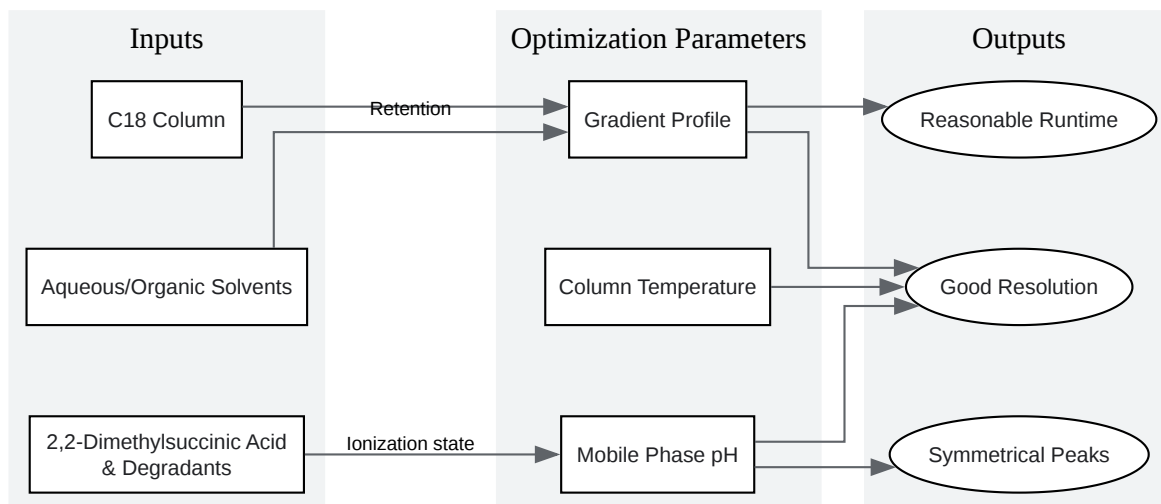 Inputs
Optimization Parameters
Outputs
C18 Column
Retention
Gradient Profile
Reasonable Runtime
Aqueous/Organic Solvents
Column Temperature
Good Resolution
2,2-Dimethylsuccinic Acid
& Degradants
Ionization state
Mobile Phase pH
Symmetrical Peaks